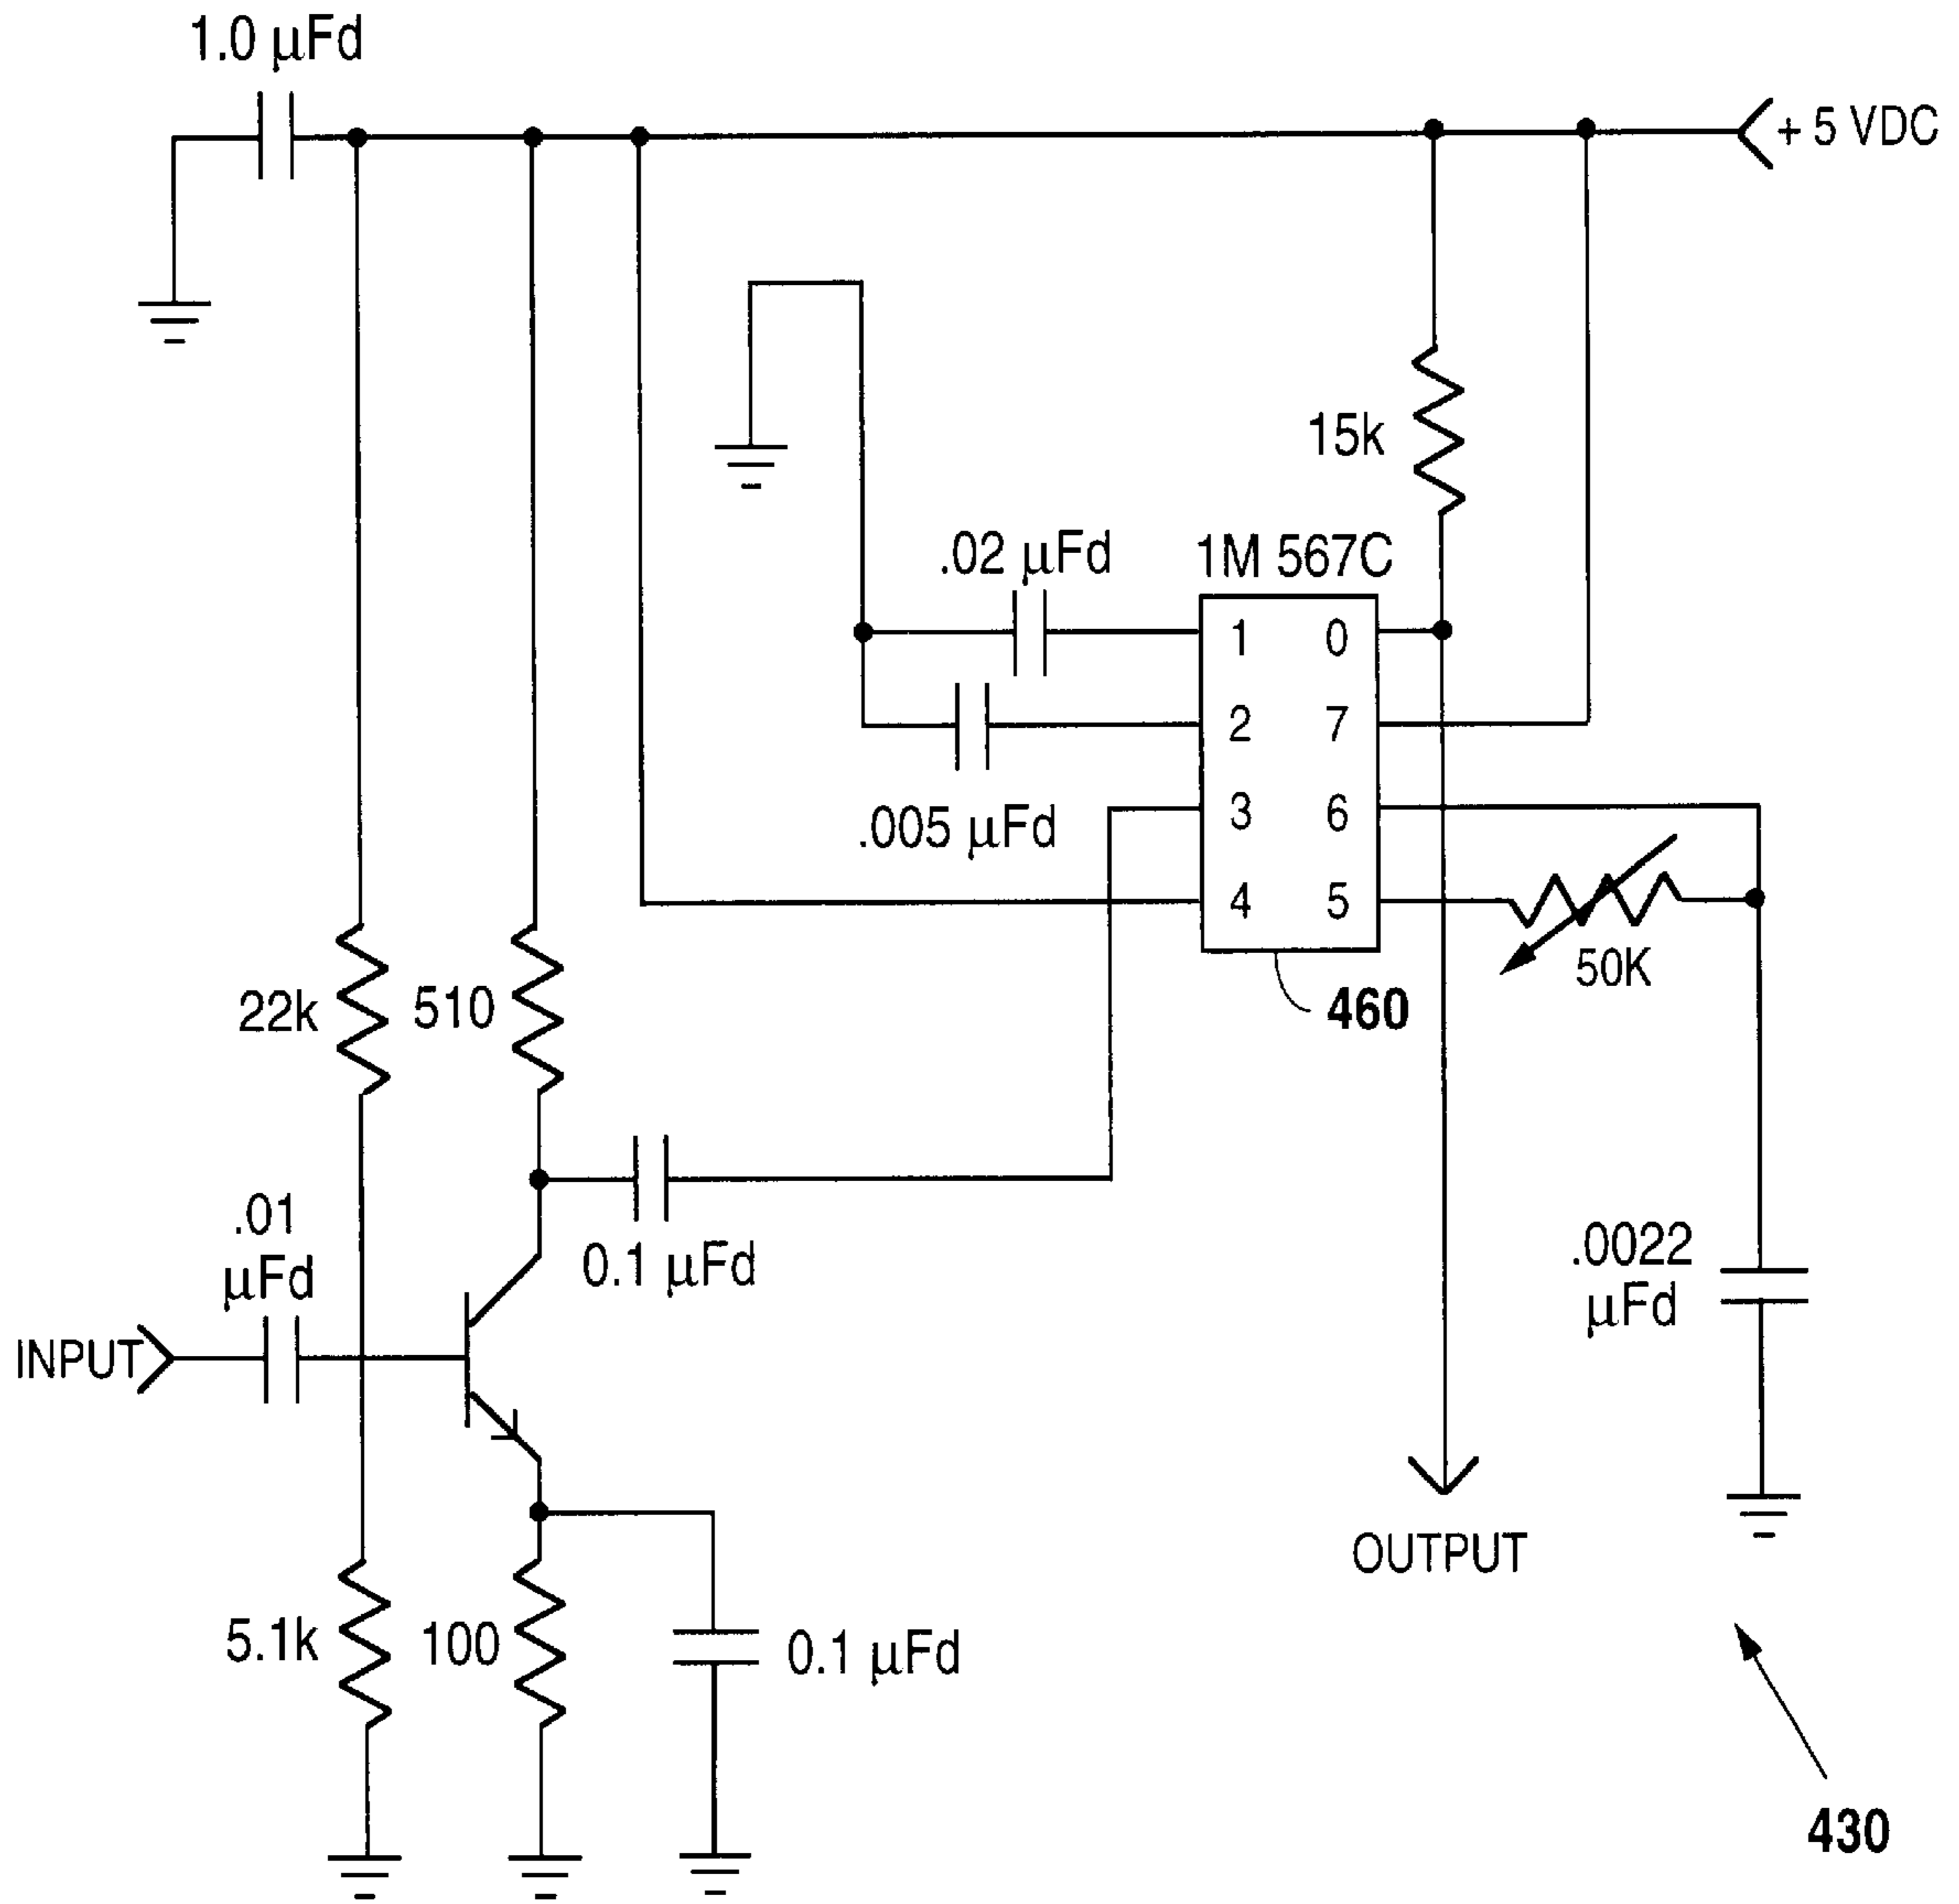 1.0 µFd
+ 5 VDC
15k
.02 µFd
1M 567C
1 0
2 7
.005 µFd
3 6
4 5
50K
460
22k
510
.01
µFd
0.1 µFd
INPUT
.0022
µFd
OUTPUT
5.1k
100
0.1 µFd
430